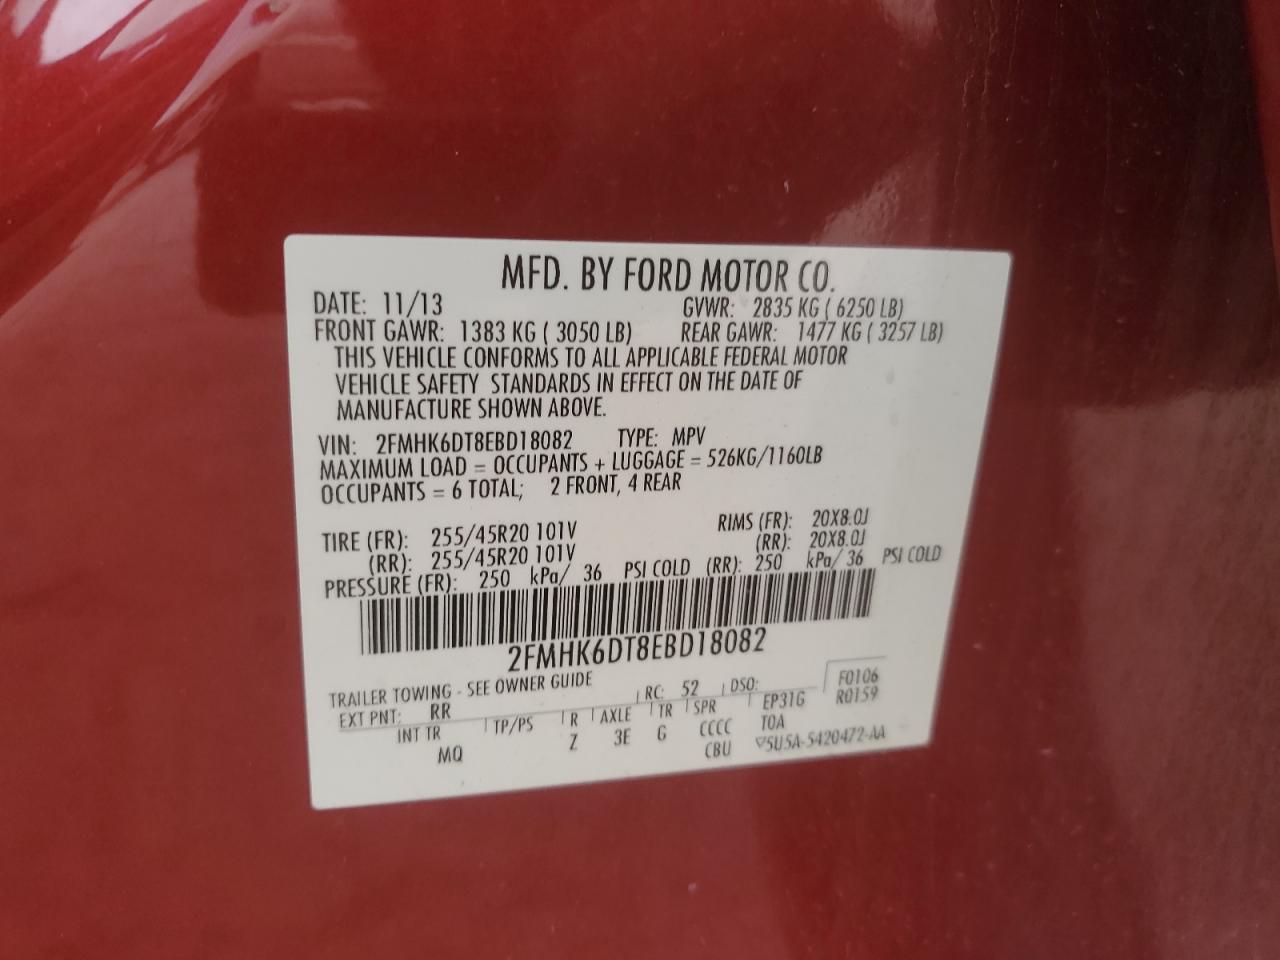 MFD. BY FORD MOTOR CO.
DATE: 11/13 GVWR: 2835 KG ( 6250 LB)
FRONT GAWR: 1383 KG ( 3050 LB) REAR GAWR: 1477 KG ( 3257 LB)
THIS VEHICLE CONFORMS TO ALL APPLICABLE FEDERAL MOTOR
VEHICLE SAFETY STANDARDS IN EFFECT ON THE DATE OF
MANUFACTURE SHOWN ABOVE.
VIN: 2FMHK6DT8EBD18082 TYPE: MPV
MAXIMUM LOAD = OCCUPANTS + LUGGAGE = 526KG/1160LB
OCCUPANTS = 6 TOTAL; 2 FRONT, 4 REAR
TIRE (FR): 255/45R20 101V RIMS (FR): 20X8.0J
(RR): 255/45R20 101V (RR): 20X8.0J
PRESSURE (FR): 250 kPa/ 36 PSI COLD (RR): 250 kPa/ 36 PSI COLD
2FMHK6DT8EBD18082
TRAILER TOWING - SEE OWNER GUIDE
EXT PNT: RR RC: 52 DSO: F0106
R0159
INT TR TP/PS R AXLE TR SPR EP31G
MQ Z 3E G CCCC TOA
CBU 5U5A-5420472-AA